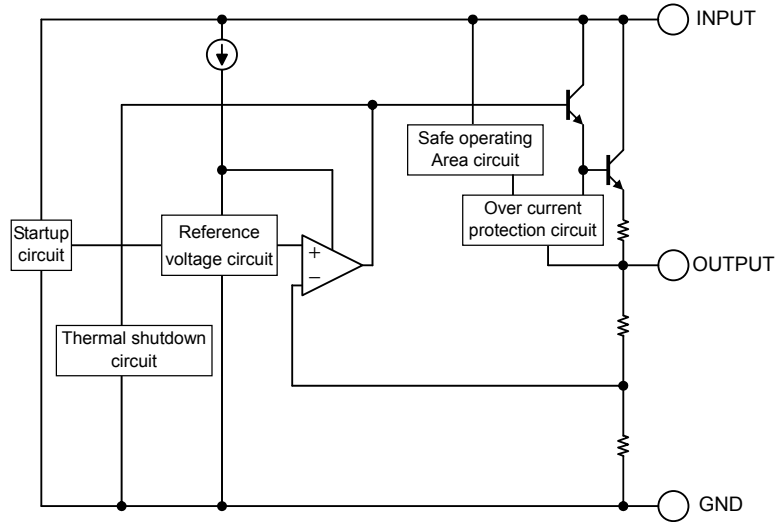 INPUT
Safe operating
Area circuit
Over current
protection circuit
Startup
circuit
Reference
voltage circuit
+
−
OUTPUT
Thermal shutdown
circuit
GND